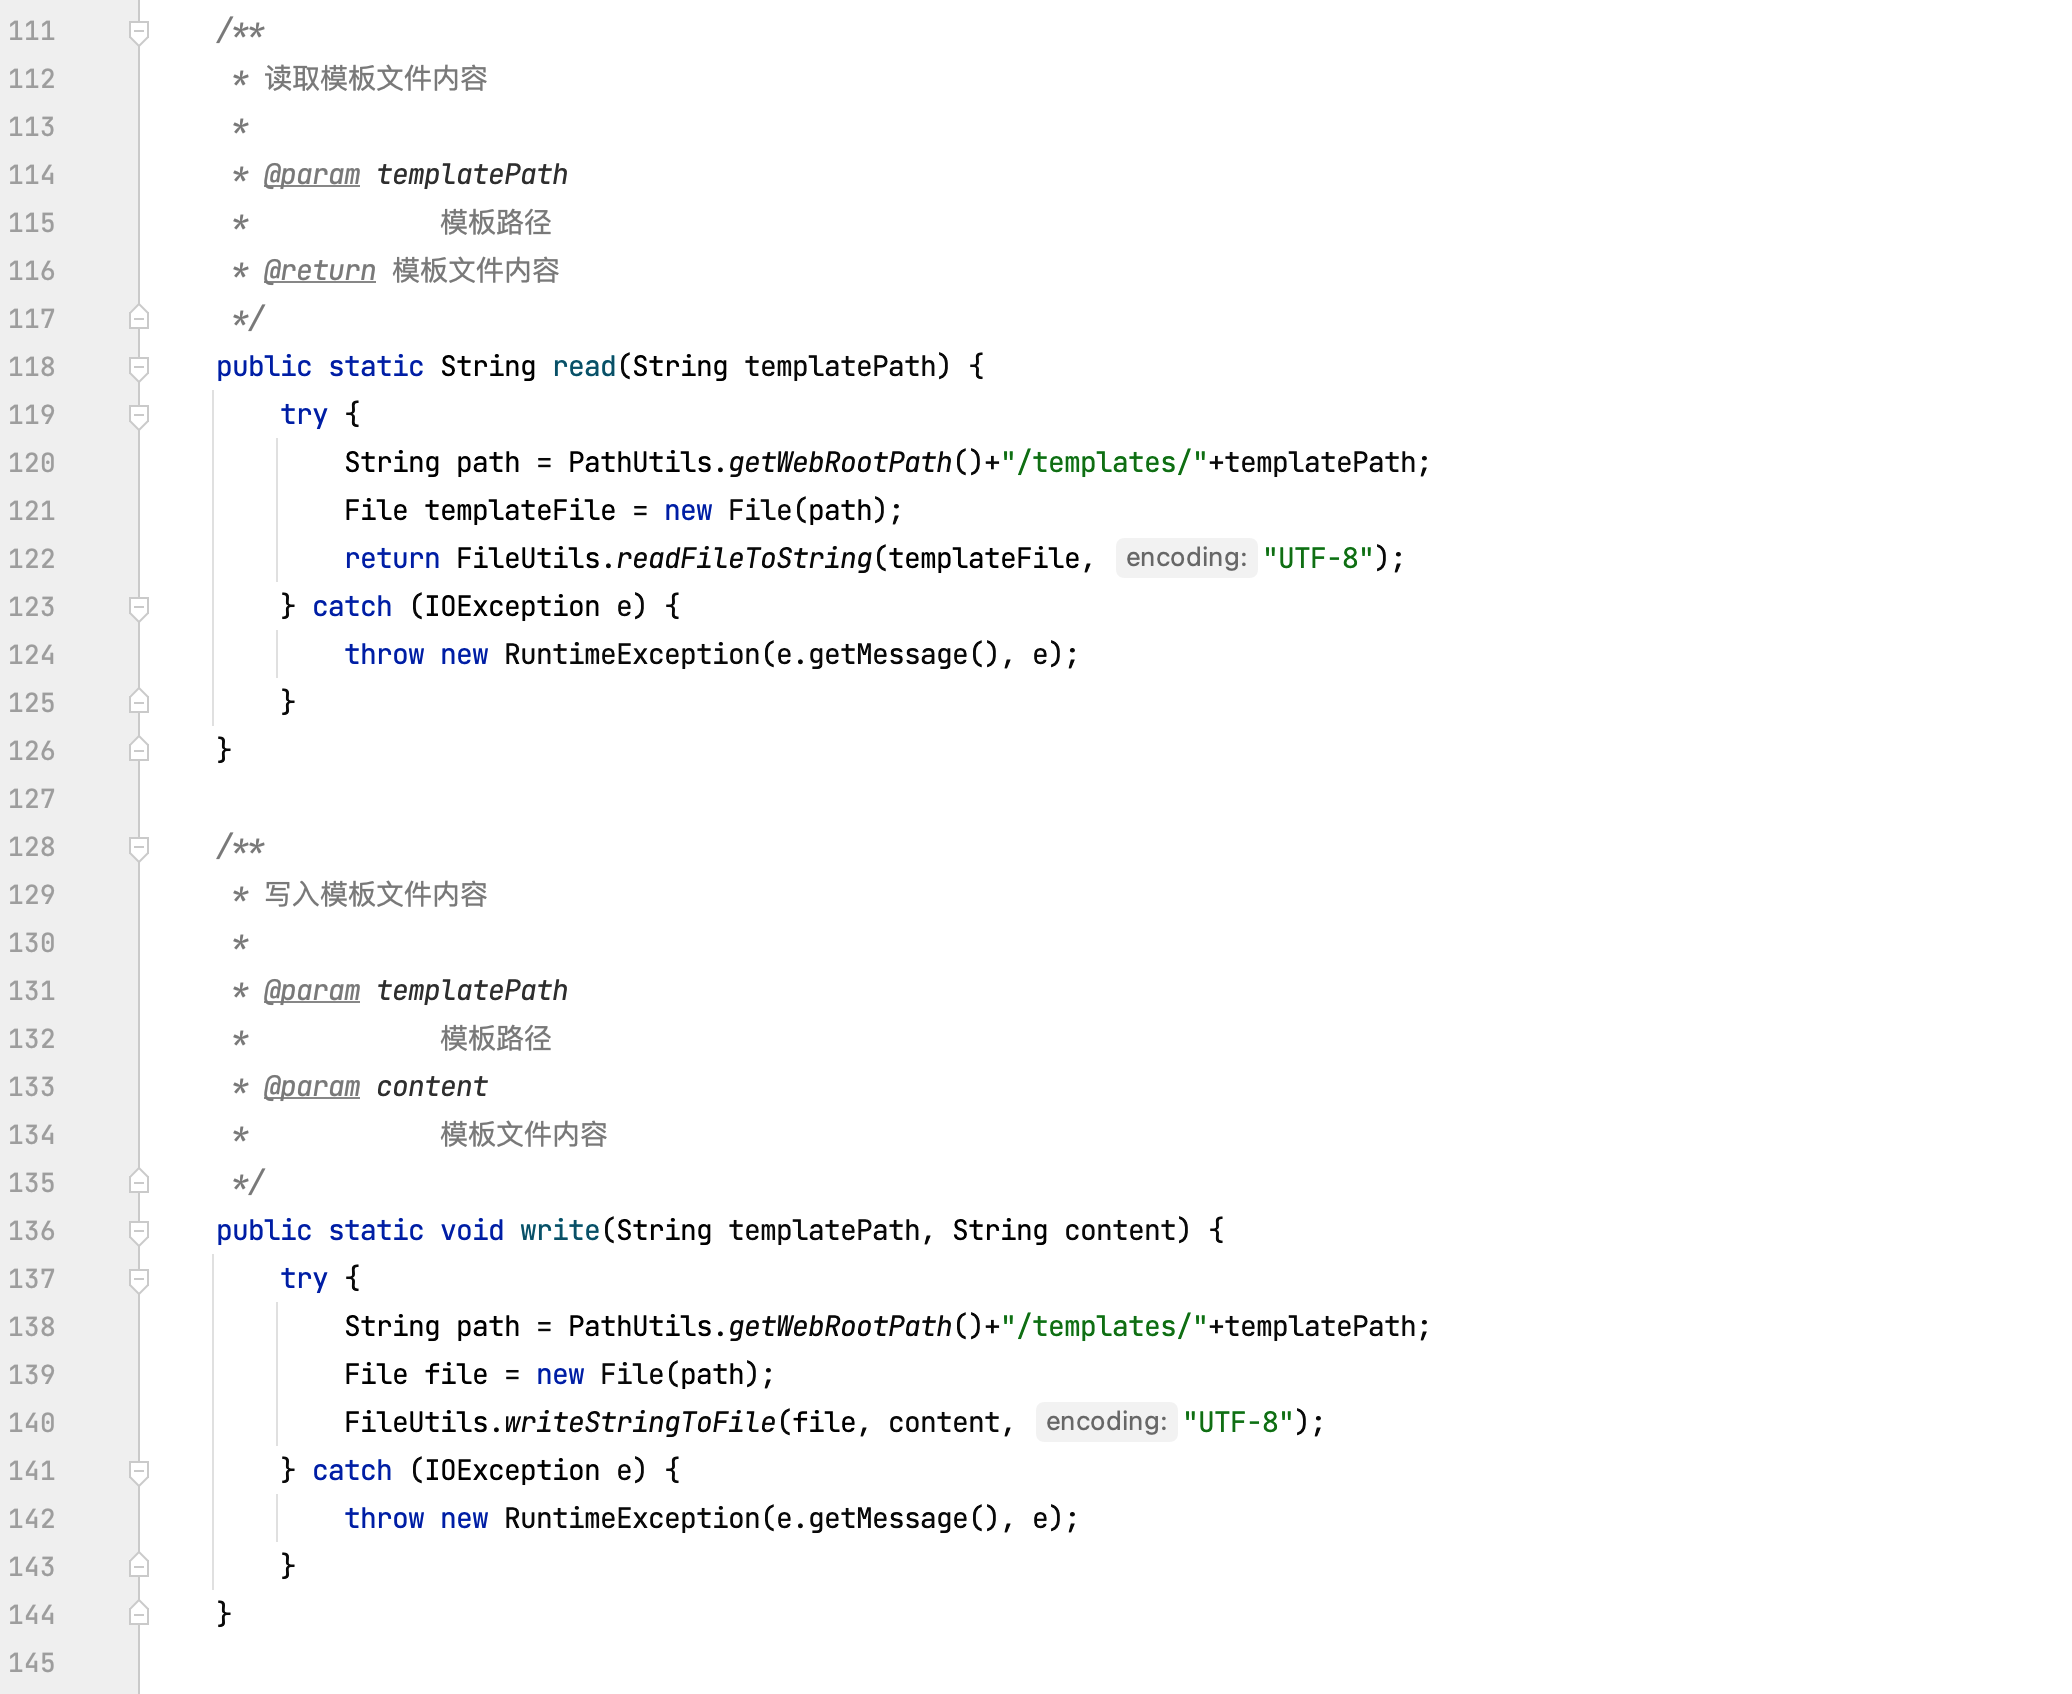 111 /**
112  * 读取模板文件内容
113  *
114  * @param templatePath
115  *            模板路径
116  * @return 模板文件内容
117  */
118 public static String read(String templatePath) {
119     try {
120         String path = PathUtils.getWebRootPath()+"/templates/"+templatePath;
121         File templateFile = new File(path);
122         return FileUtils.readFileToString(templateFile, encoding: "UTF-8");
123     } catch (IOException e) {
124         throw new RuntimeException(e.getMessage(), e);
125     }
126 }
127
128 /**
129  * 写入模板文件内容
130  *
131  * @param templatePath
132  *            模板路径
133  * @param content
134  *            模板文件内容
135  */
136 public static void write(String templatePath, String content) {
137     try {
138         String path = PathUtils.getWebRootPath()+"/templates/"+templatePath;
139         File file = new File(path);
140         FileUtils.writeStringToFile(file, content, encoding: "UTF-8");
141     } catch (IOException e) {
142         throw new RuntimeException(e.getMessage(), e);
143     }
144 }
145